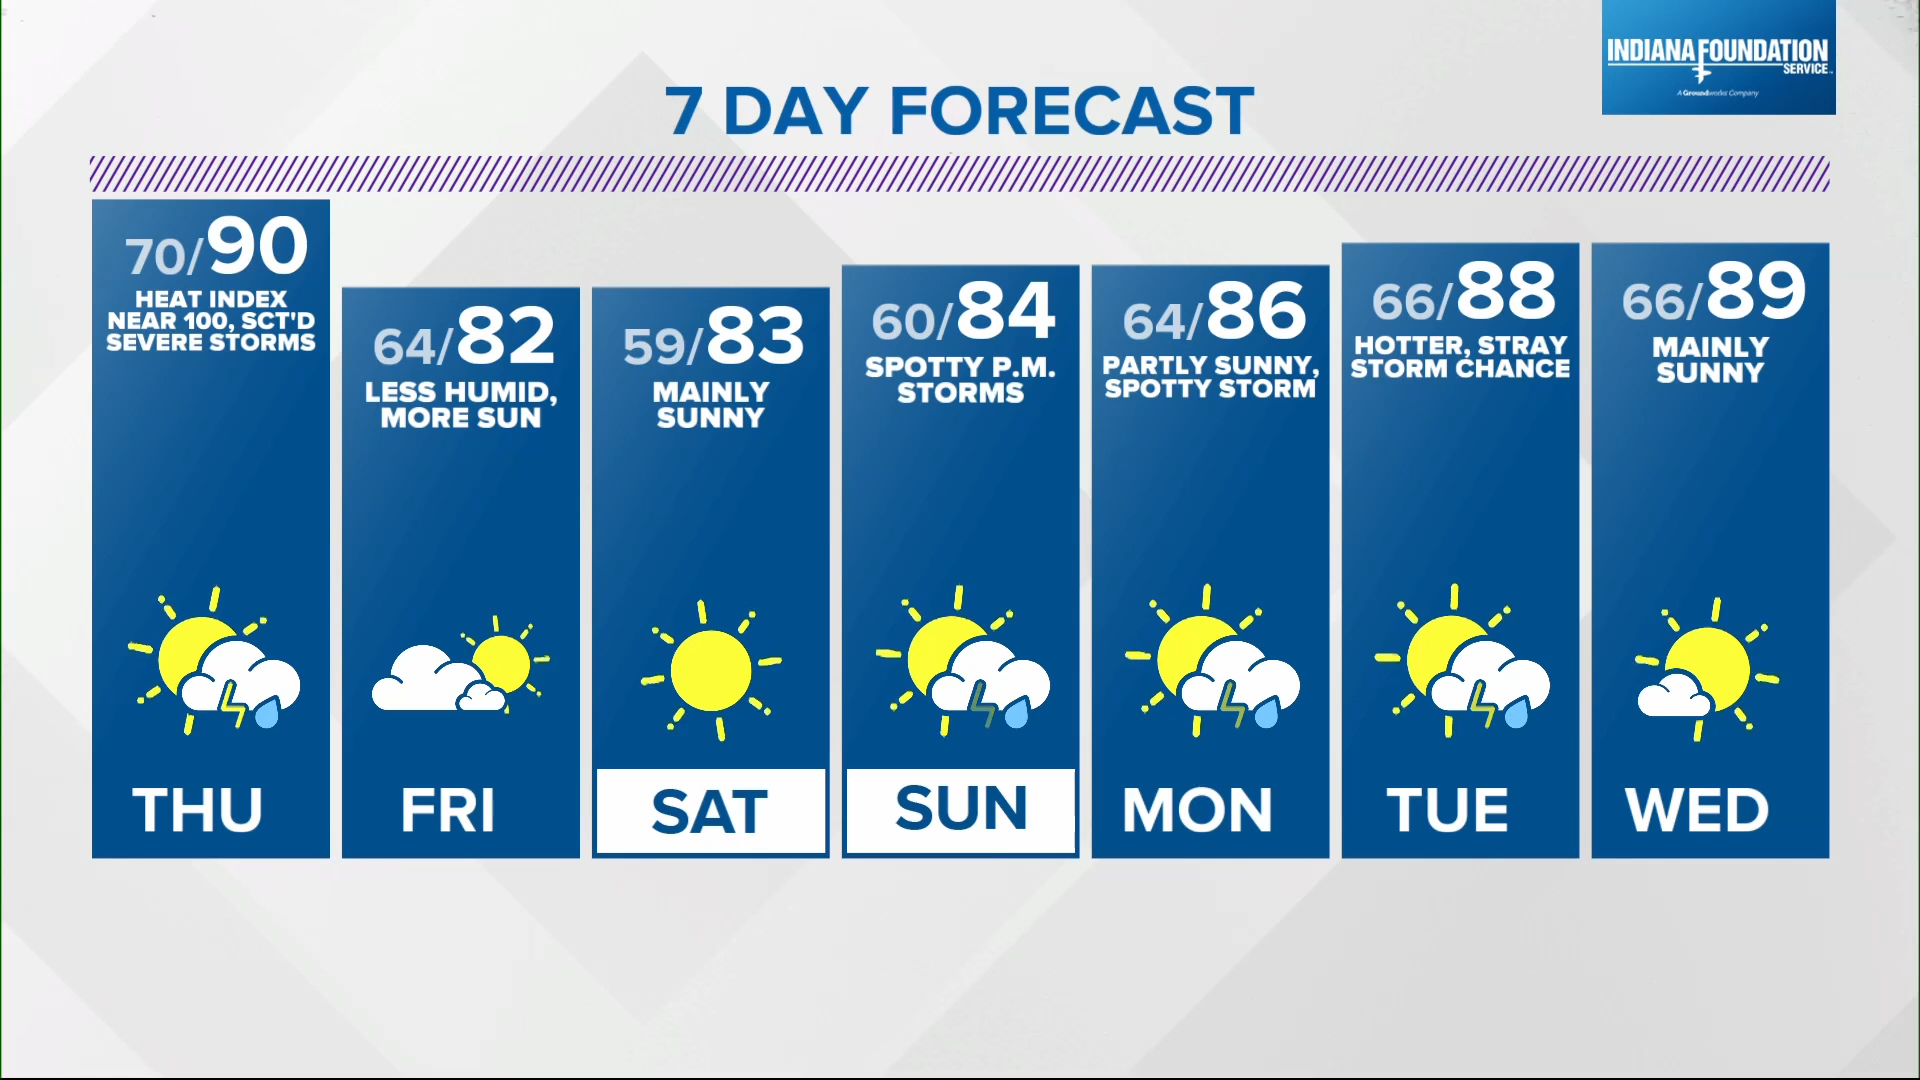 INDIANA FOUNDATION
SERVICE
A Groundworks Company
7 DAY FORECAST
70/90
HEAT INDEX
NEAR 100, SCT'D
SEVERE STORMS
THU
64/82
LESS HUMID,
MORE SUN
FRI
59/83
MAINLY
SUNNY
SAT
60/84
SPOTTY P.M.
STORMS
SUN
64/86
PARTLY SUNNY,
SPOTTY STORM
MON
66/88
HOTTER, STRAY
STORM CHANCE
TUE
66/89
MAINLY
SUNNY
WED